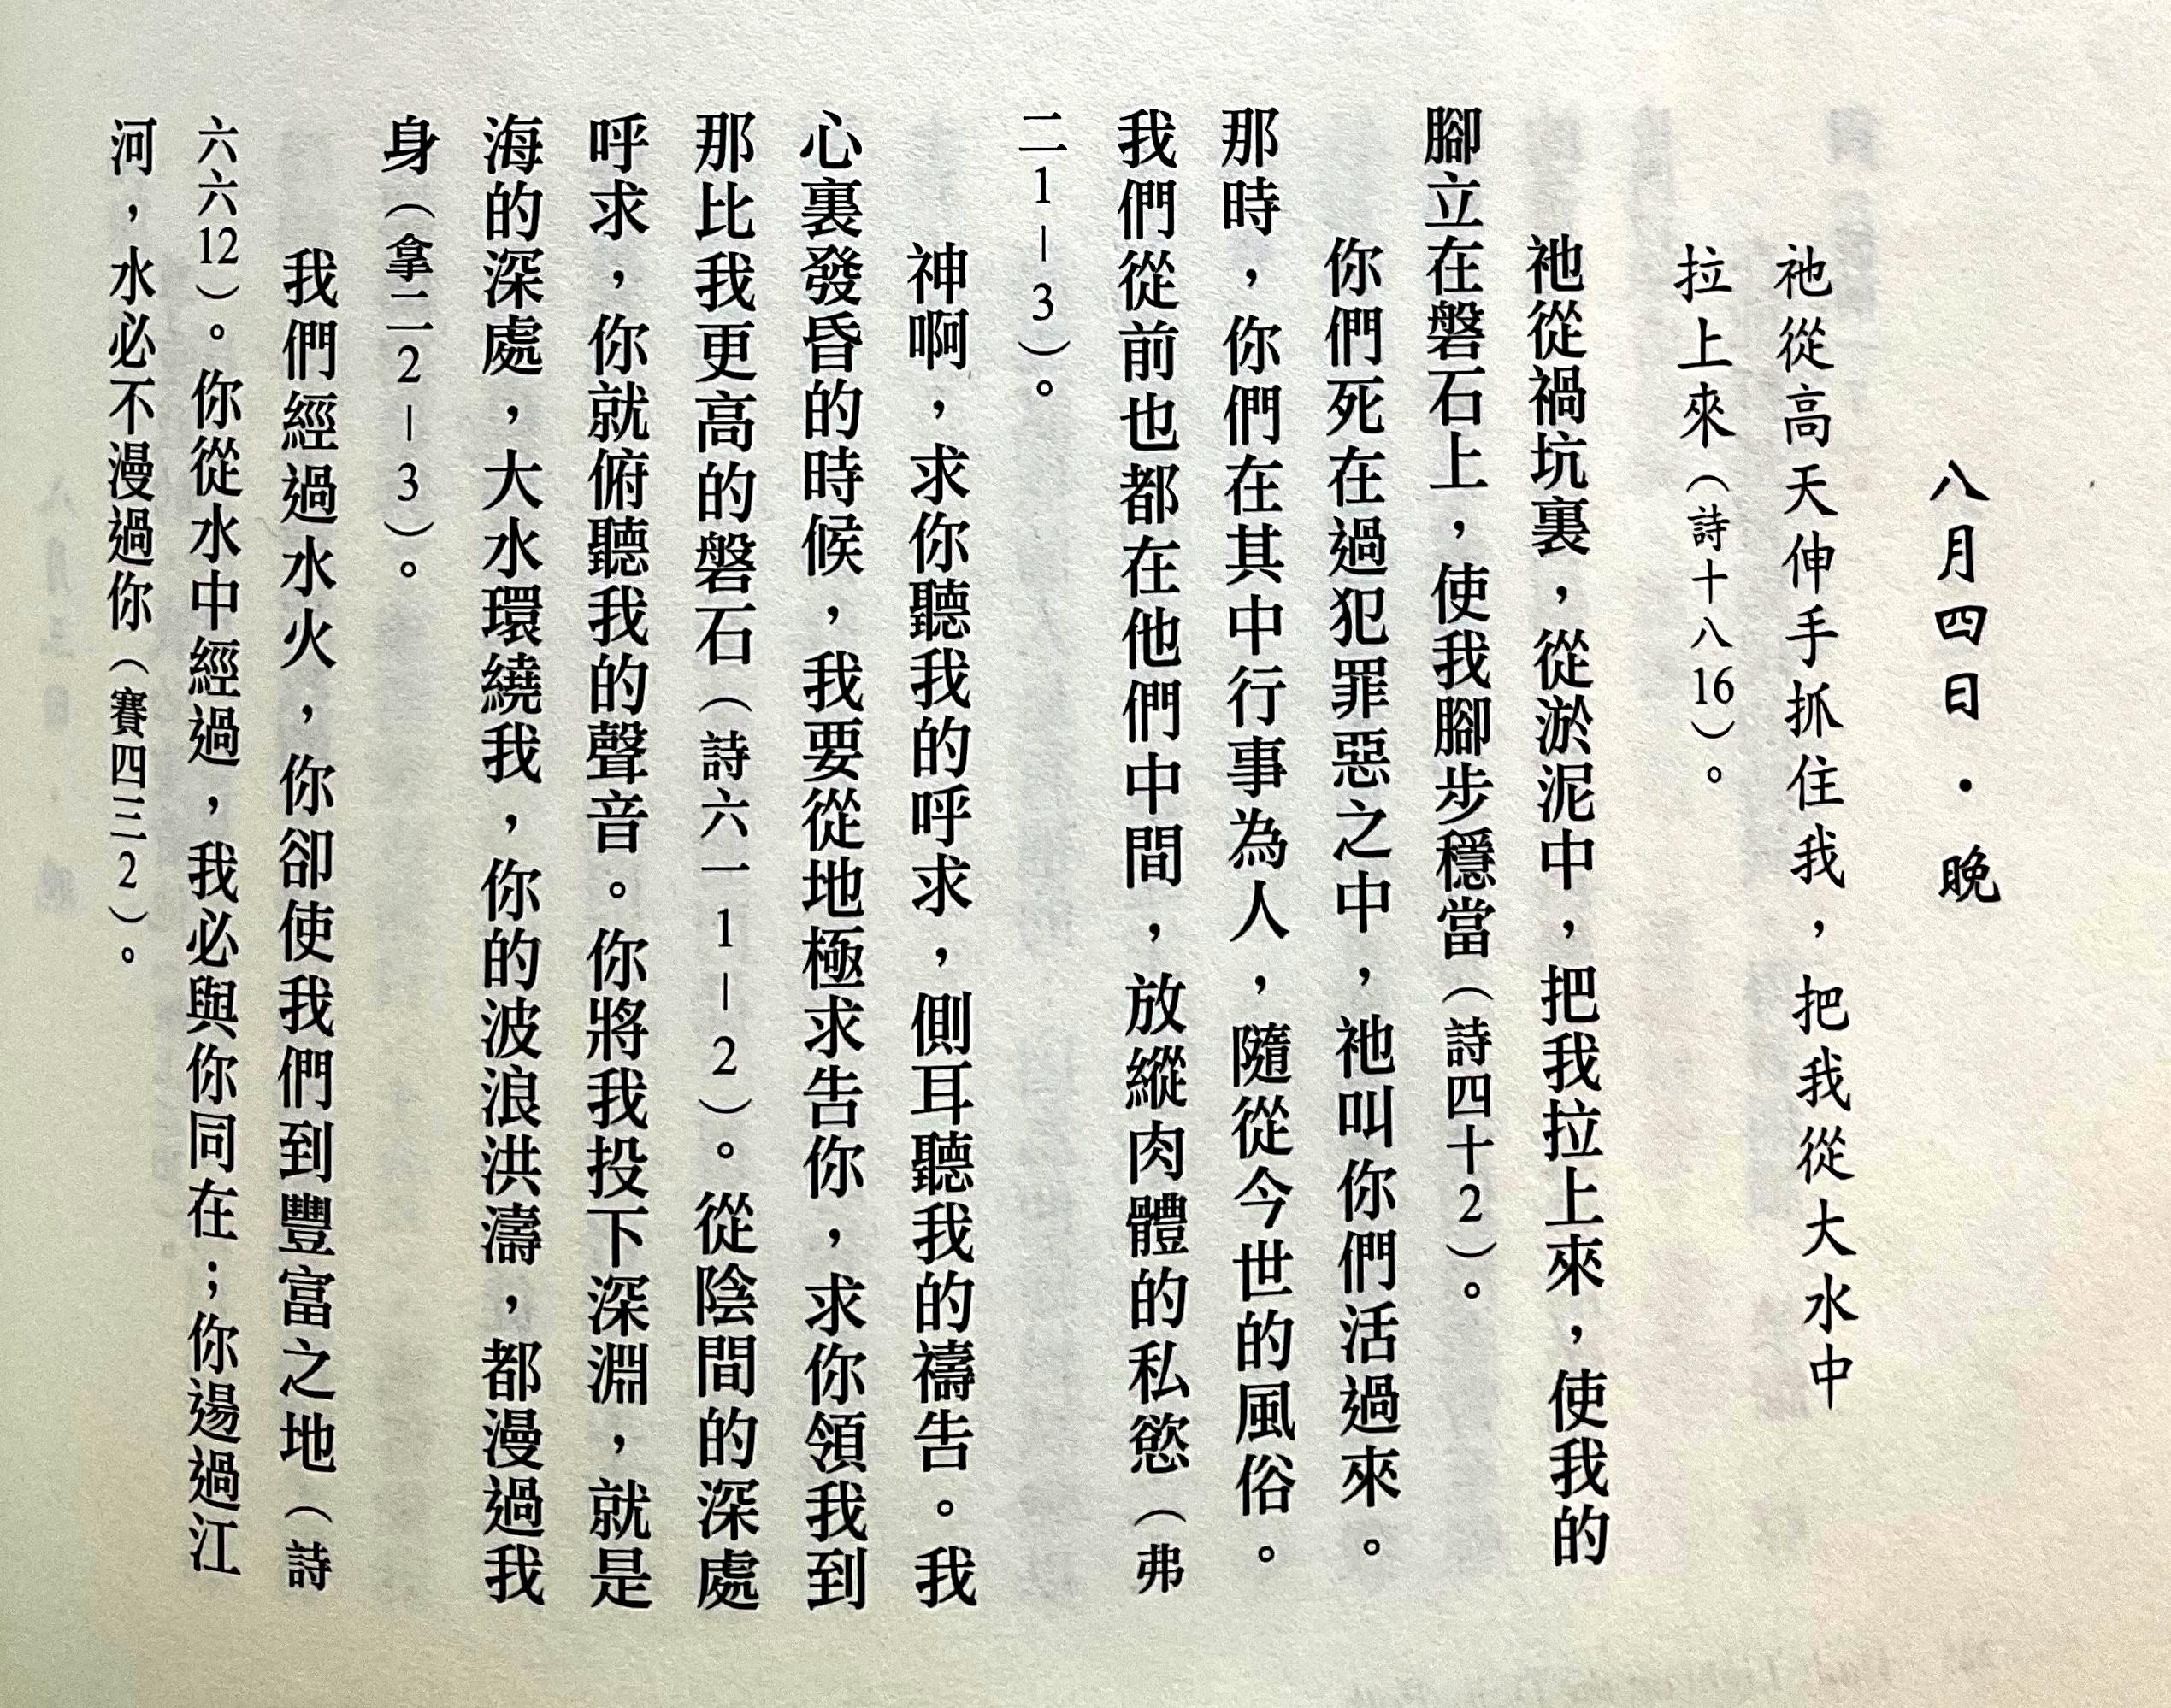 八月四日·晚
祂從高天伸手抓住我，把我從大水中
拉上來（詩十八16）。
祂從禍坑裏，從淤泥中，把我拉上來，使我的
腳立在磐石上，使我腳步穩當（詩四十2）。
你們死在過犯罪惡之中，祂叫你們活過來。
那時，你們在其中行事為人，隨從今世的風俗。
我們從前也都在他們中間，放縱肉體的私慾（弗
二1－3）。
神啊，求你聽我的呼求，側耳聽我的禱告。我
心裏發昏的時候，我要從地極求告你，求你領我到
那比我更高的磐石（詩六一1－2）。從陰間的深處
呼求，你就俯聽我的聲音。你將我投下深淵，就是
海的深處，大水環繞我，你的波浪洪濤，都漫過我
身（拿二2－3）。
我們經過水火，你卻使我們到豐富之地（詩
六六12）。你從水中經過，我必與你同在；你逿過江
河，水必不漫過你（賽四三2）。